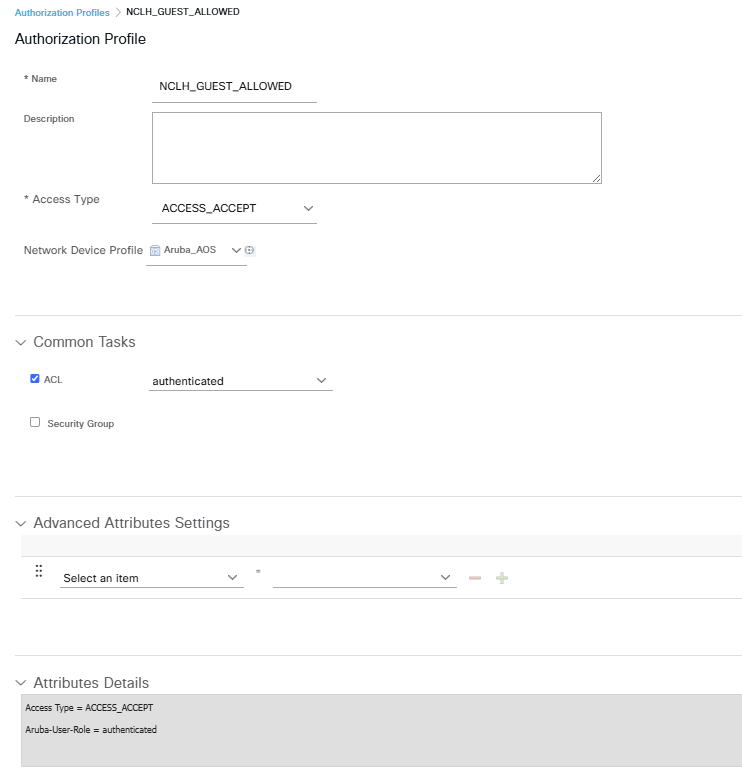 Authorization Profiles > NCLH_GUEST_ALLOWED
Authorization Profile
* Name
NCLH_GUEST_ALLOWED
Description
* Access Type
ACCESS_ACCEPT
Network Device Profile Aruba_AOS
Common Tasks
ACL
authenticated
Security Group
Advanced Attributes Settings
Select an item
=
Attributes Details
Access Type = ACCESS_ACCEPT
Aruba-User-Role = authenticated